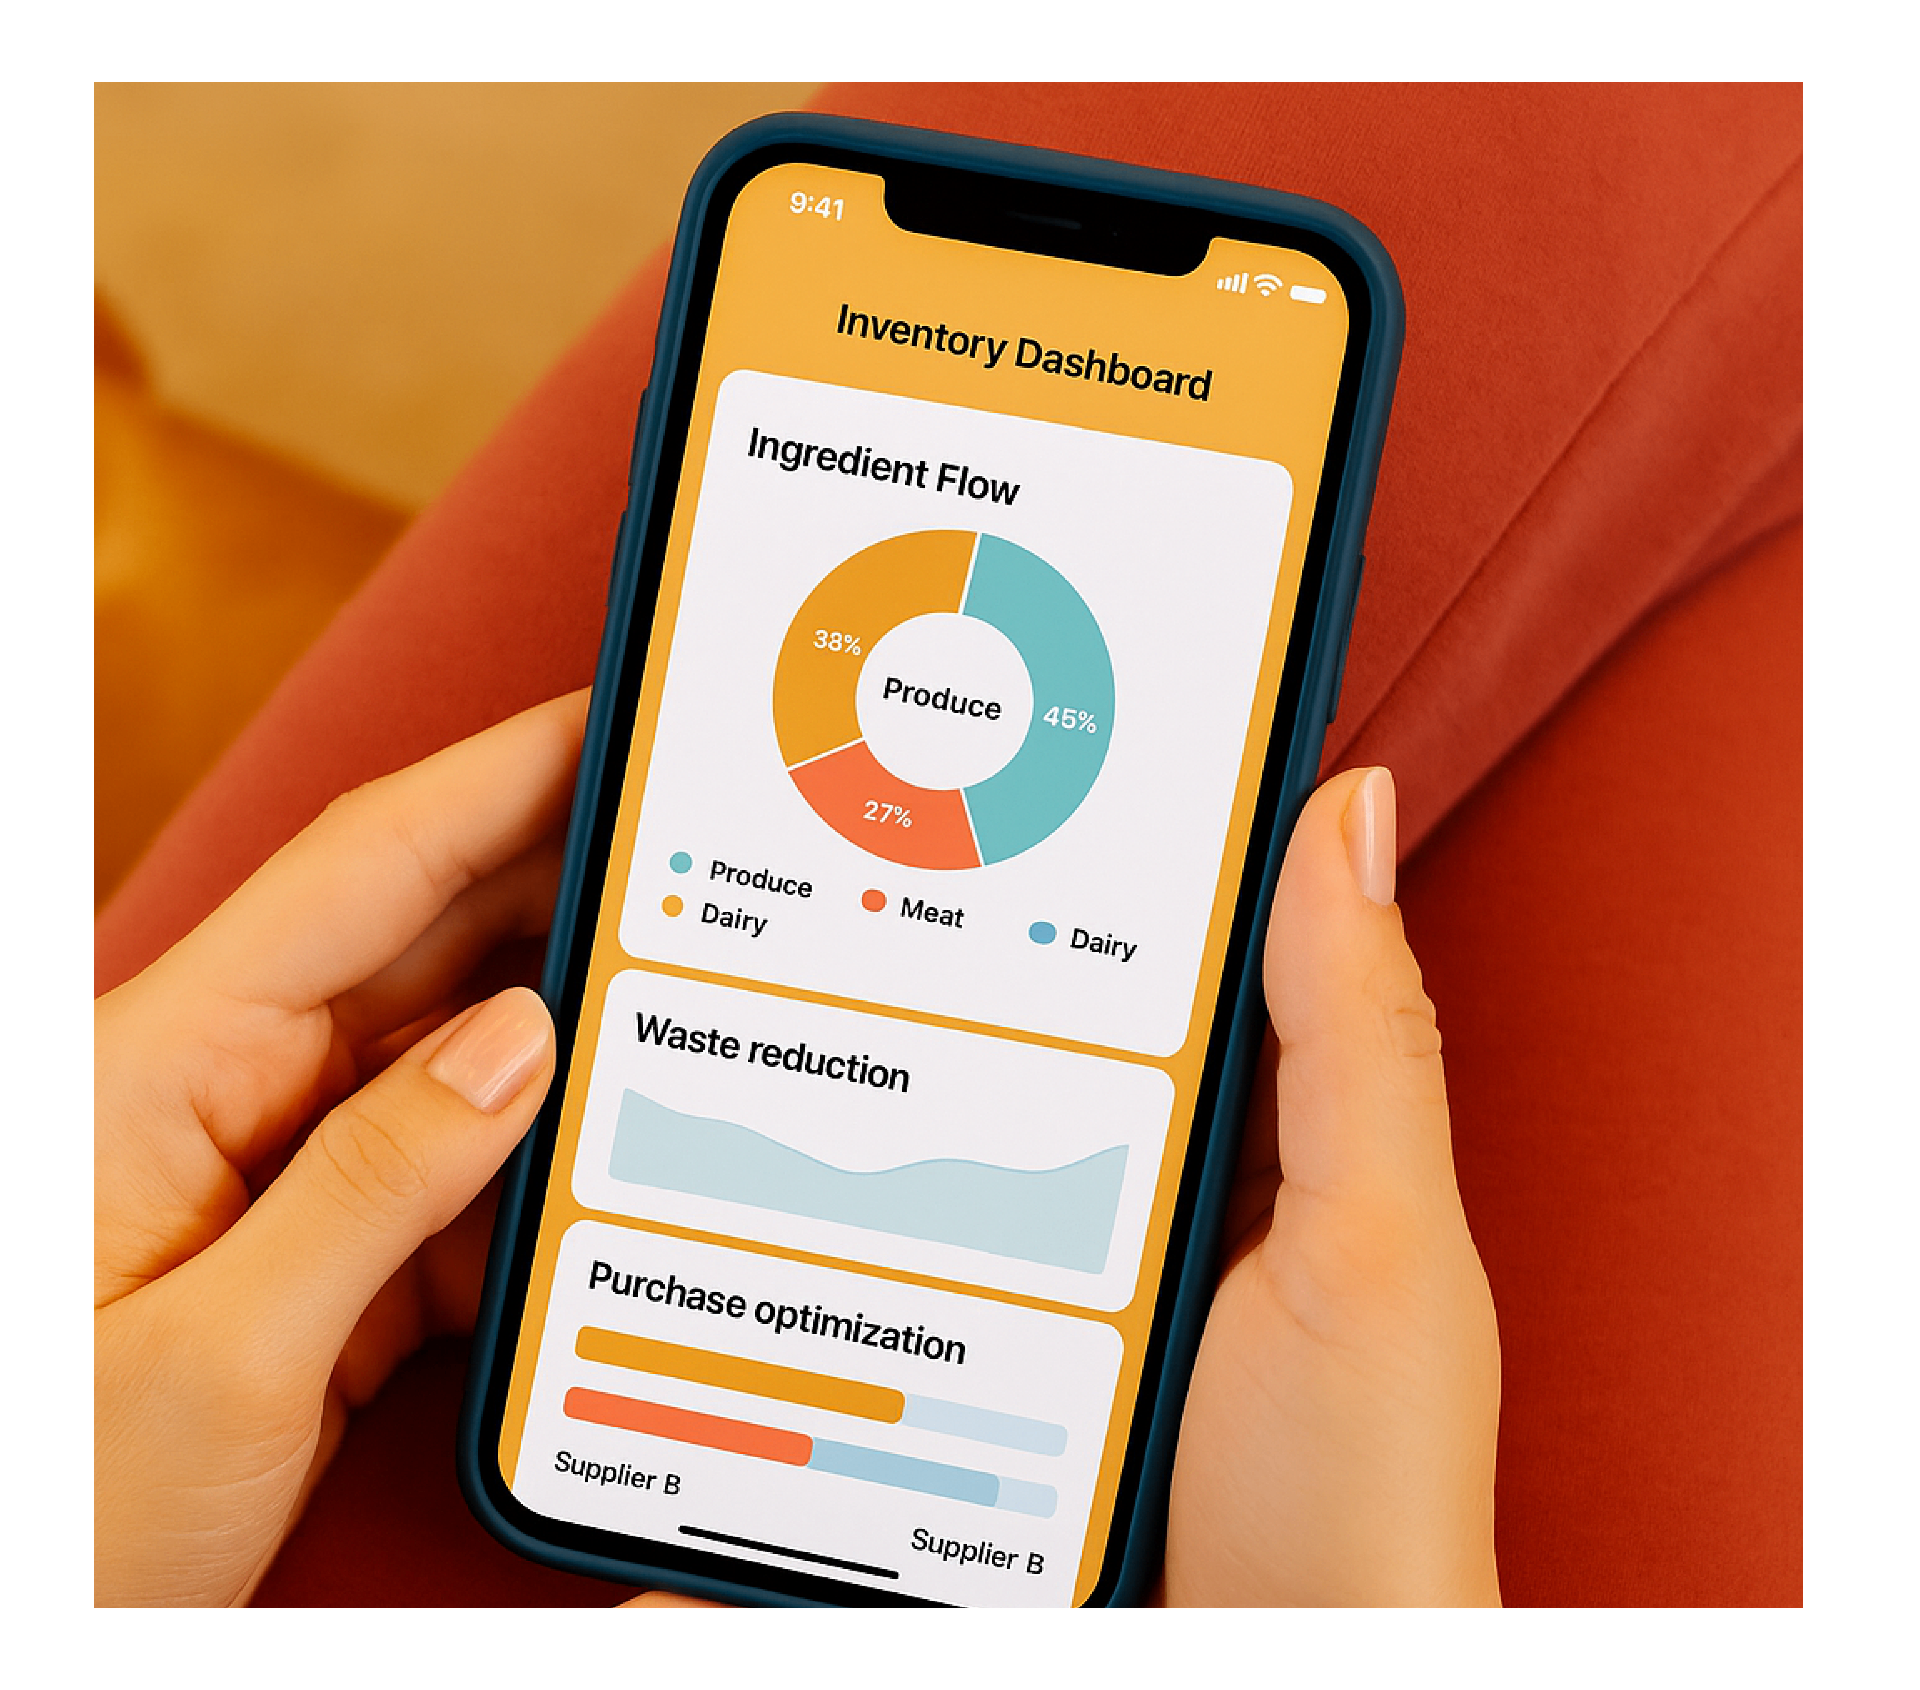 9:41
Inventory Dashboard
Ingredient Flow
38%
Produce
45%
27%
Produce
Meat
Dairy
Dairy
Waste reduction
Purchase optimization
Supplier B
Supplier B